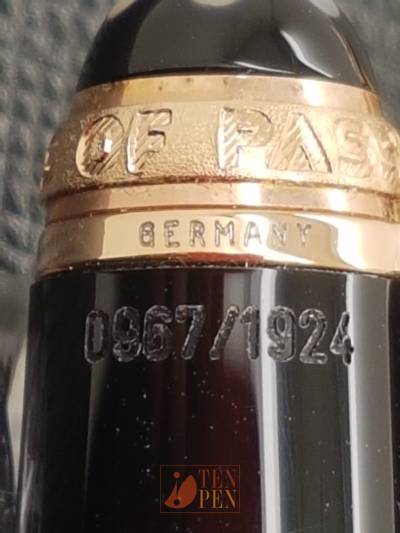 OF PASS
GERMANY
0967/1924
TEN
PEN